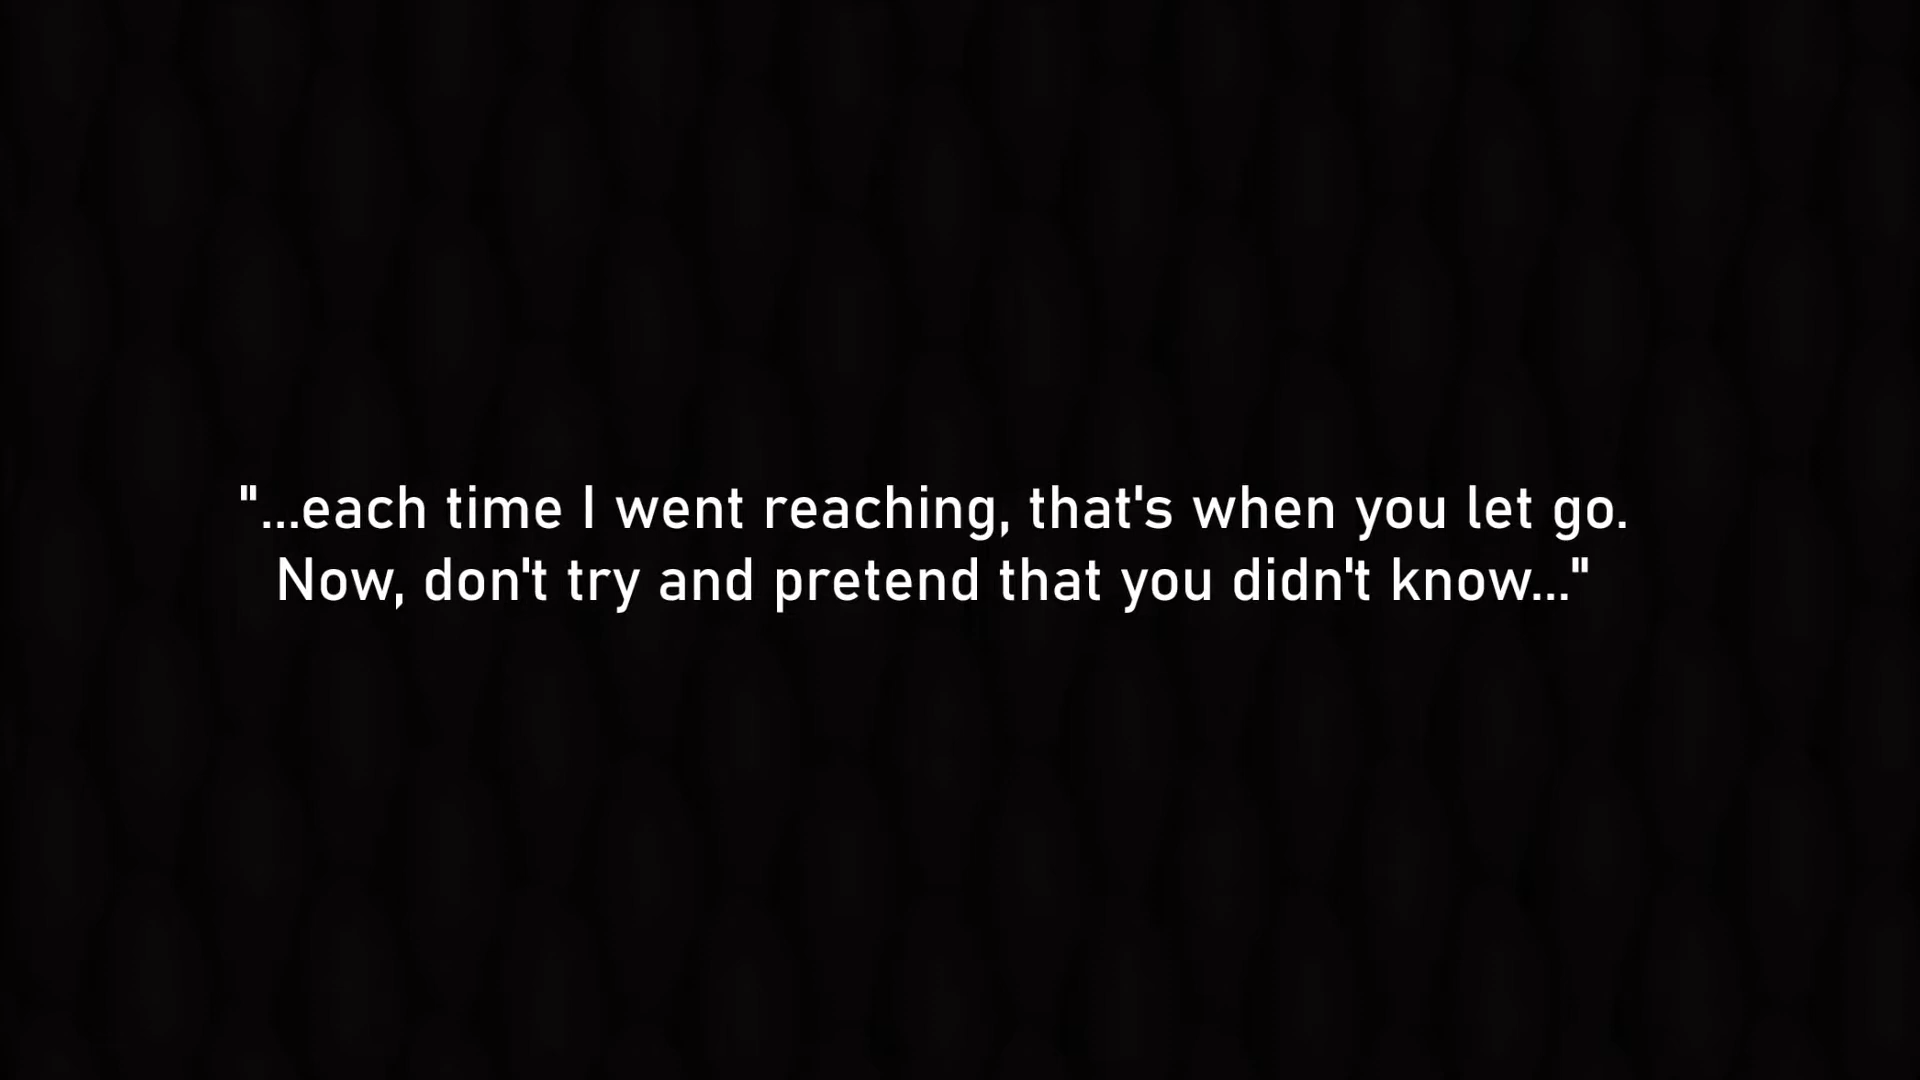 "...each time I went reaching, that's when you let go.
Now, don't try and pretend that you didn't know..."